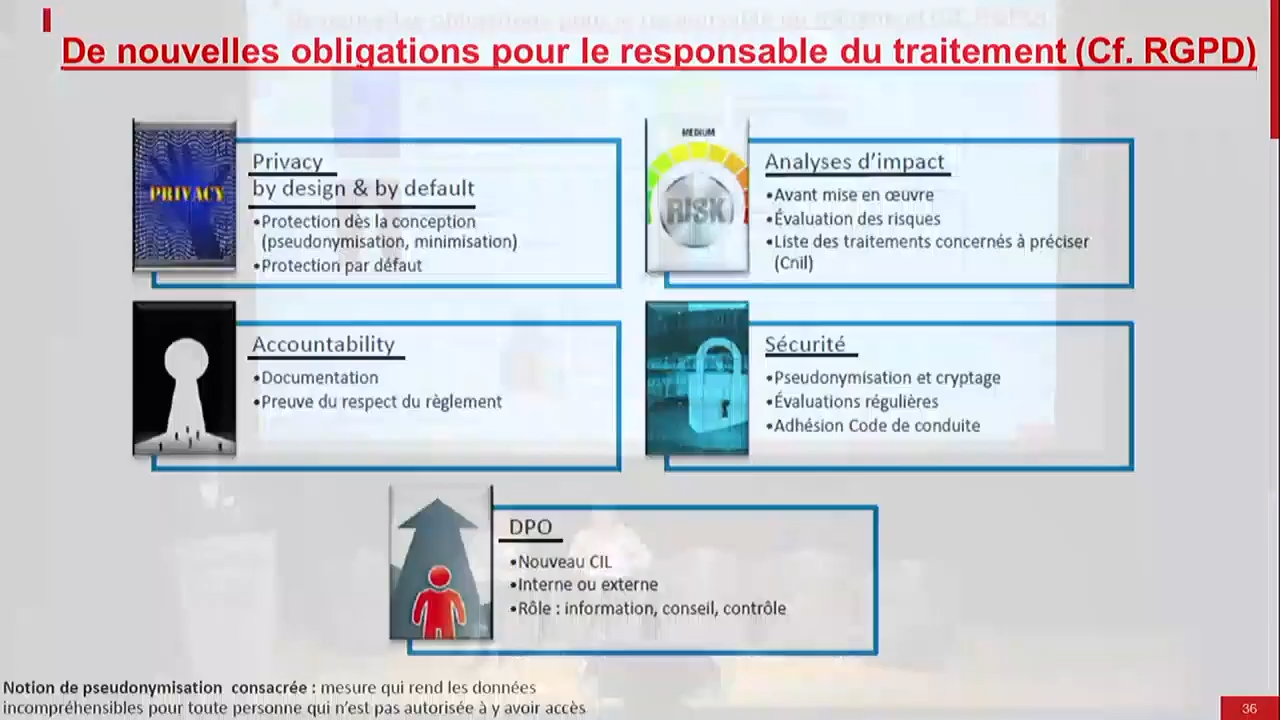 De nouvelles obligations pour le responsable du traitement (Cf. RGPD)
PRIVACY
Privacy
by design & by default
•Protection dès la conception
(pseudonymisation, minimisation)
•Protection par défaut
MEDIUM
RISK
Analyses d’impact
•Avant mise en œuvre
•Évaluation des risques
•Liste des traitements concernés à préciser
(Cnil)
Accountability
•Documentation
•Preuve du respect du règlement
Sécurité
•Pseudonymisation et cryptage
•Évaluations régulières
•Adhésion Code de conduite
DPO
•Nouveau CIL
•Interne ou externe
•Rôle : information, conseil, contrôle
Notion de pseudonymisation consacrée : mesure qui rend les données
incompréhensibles pour toute personne qui n’est pas autorisée à y avoir accès
36